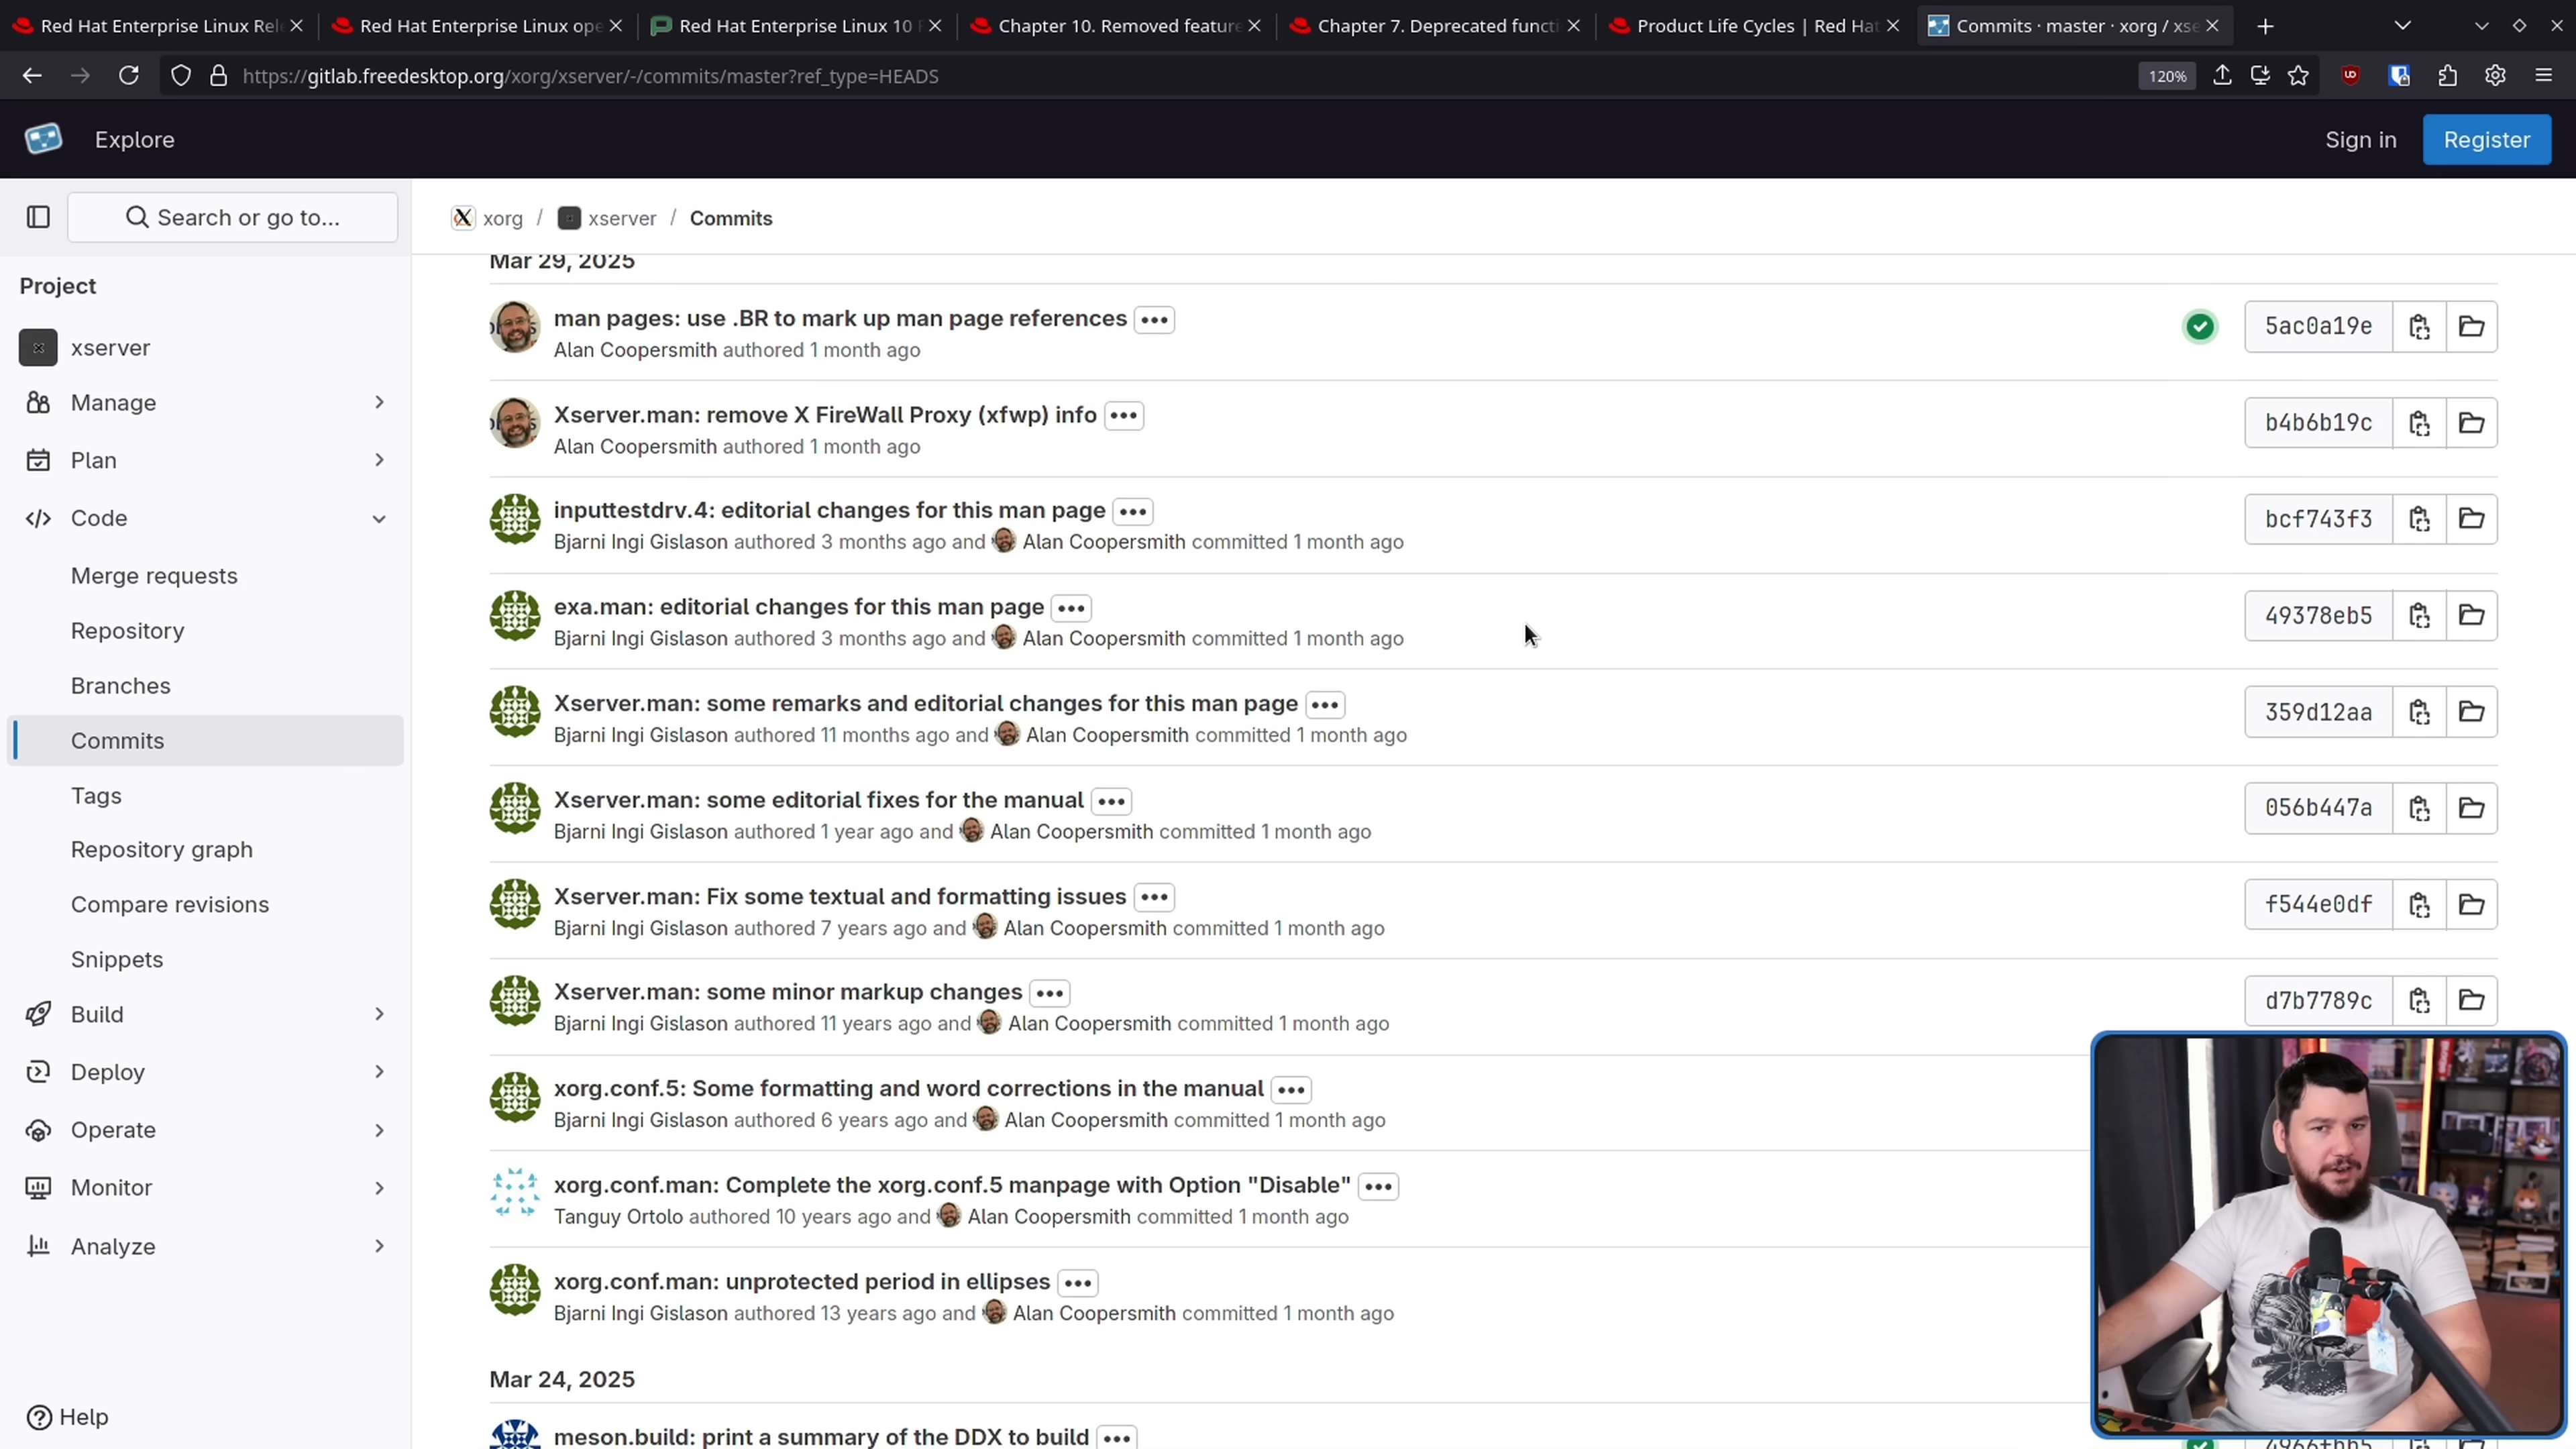 Red Hat Enterprise Linux Rel
Red Hat Enterprise Linux ope
Red Hat Enterprise Linux 10
Chapter 10. Removed feature
Chapter 7. Deprecated functi
Product Life Cycles | Red Hat
Commits · master · xorg / xse
https://gitlab.freedesktop.org/xorg/xserver/-/commits/master?ref_type=HEADS
120%
Explore
Sign in
Register
Search or go to...
xorg / xserver / Commits
Project
xserver
Manage
Plan
Code
Merge requests
Repository
Branches
Commits
Tags
Repository graph
Compare revisions
Snippets
Build
Deploy
Operate
Monitor
Analyze
Help
Mar 29, 2025
man pages: use .BR to mark up man page references
Alan Coopersmith authored 1 month ago
5ac0a19e
Xserver.man: remove X FireWall Proxy (xfwp) info
Alan Coopersmith authored 1 month ago
b4b6b19c
inputtestdrv.4: editorial changes for this man page
Bjarni Ingi Gislason authored 3 months ago and Alan Coopersmith committed 1 month ago
bcf743f3
exa.man: editorial changes for this man page
Bjarni Ingi Gislason authored 3 months ago and Alan Coopersmith committed 1 month ago
49378eb5
Xserver.man: some remarks and editorial changes for this man page
Bjarni Ingi Gislason authored 11 months ago and Alan Coopersmith committed 1 month ago
359d12aa
Xserver.man: some editorial fixes for the manual
Bjarni Ingi Gislason authored 1 year ago and Alan Coopersmith committed 1 month ago
056b447a
Xserver.man: Fix some textual and formatting issues
Bjarni Ingi Gislason authored 7 years ago and Alan Coopersmith committed 1 month ago
f544e0df
Xserver.man: some minor markup changes
Bjarni Ingi Gislason authored 11 years ago and Alan Coopersmith committed 1 month ago
d7b7789c
xorg.conf.5: Some formatting and word corrections in the manual
Bjarni Ingi Gislason authored 6 years ago and Alan Coopersmith committed 1 month ago
xorg.conf.man: Complete the xorg.conf.5 manpage with Option "Disable"
Tanguy Ortolo authored 10 years ago and Alan Coopersmith committed 1 month ago
xorg.conf.man: unprotected period in ellipses
Bjarni Ingi Gislason authored 13 years ago and Alan Coopersmith committed 1 month ago
Mar 24, 2025
meson.build: print a summary of the DDX to build